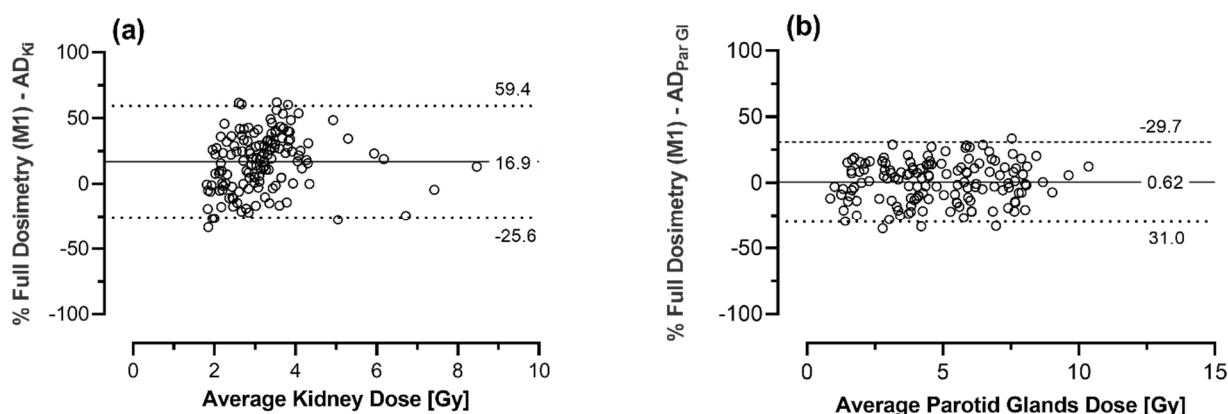 (a)
% Full Dosimetry (M1) - AD_Ki
100
50
0
-50
-100
59.4
16.9
-25.6
0 2 4 6 8 10
Average Kidney Dose [Gy]
(b)
% Full Dosimetry (M1) - AD_Par Gl
100
50
0
-50
-100
-29.7
0.62
31.0
0 5 10 15
Average Parotid Glands Dose [Gy]